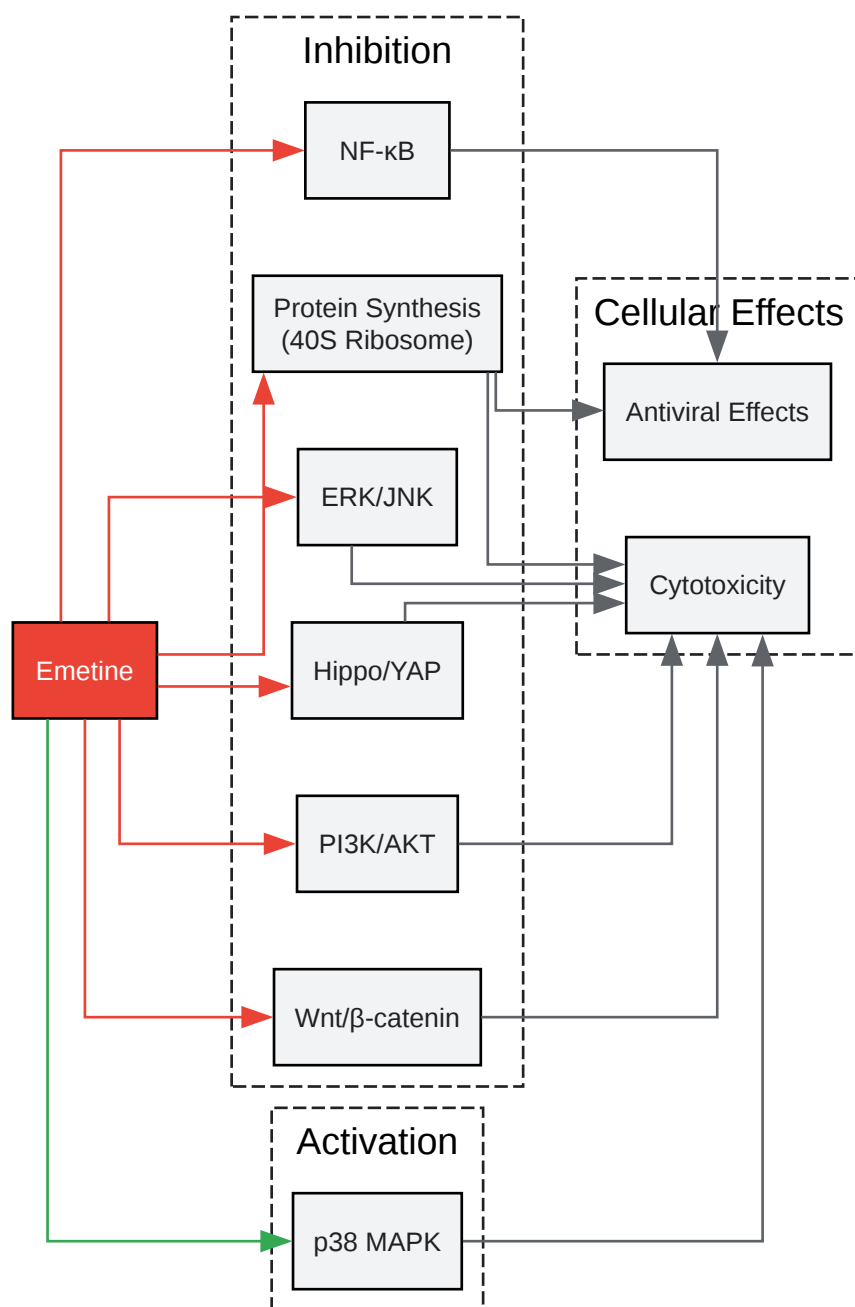 Inhibition
NF-κB
Protein Synthesis
(40S Ribosome)
Cellular Effects
Antiviral Effects
ERK/JNK
Cytotoxicity
Emetine
Hippo/YAP
PI3K/AKT
Wnt/β-catenin
Activation
p38 MAPK